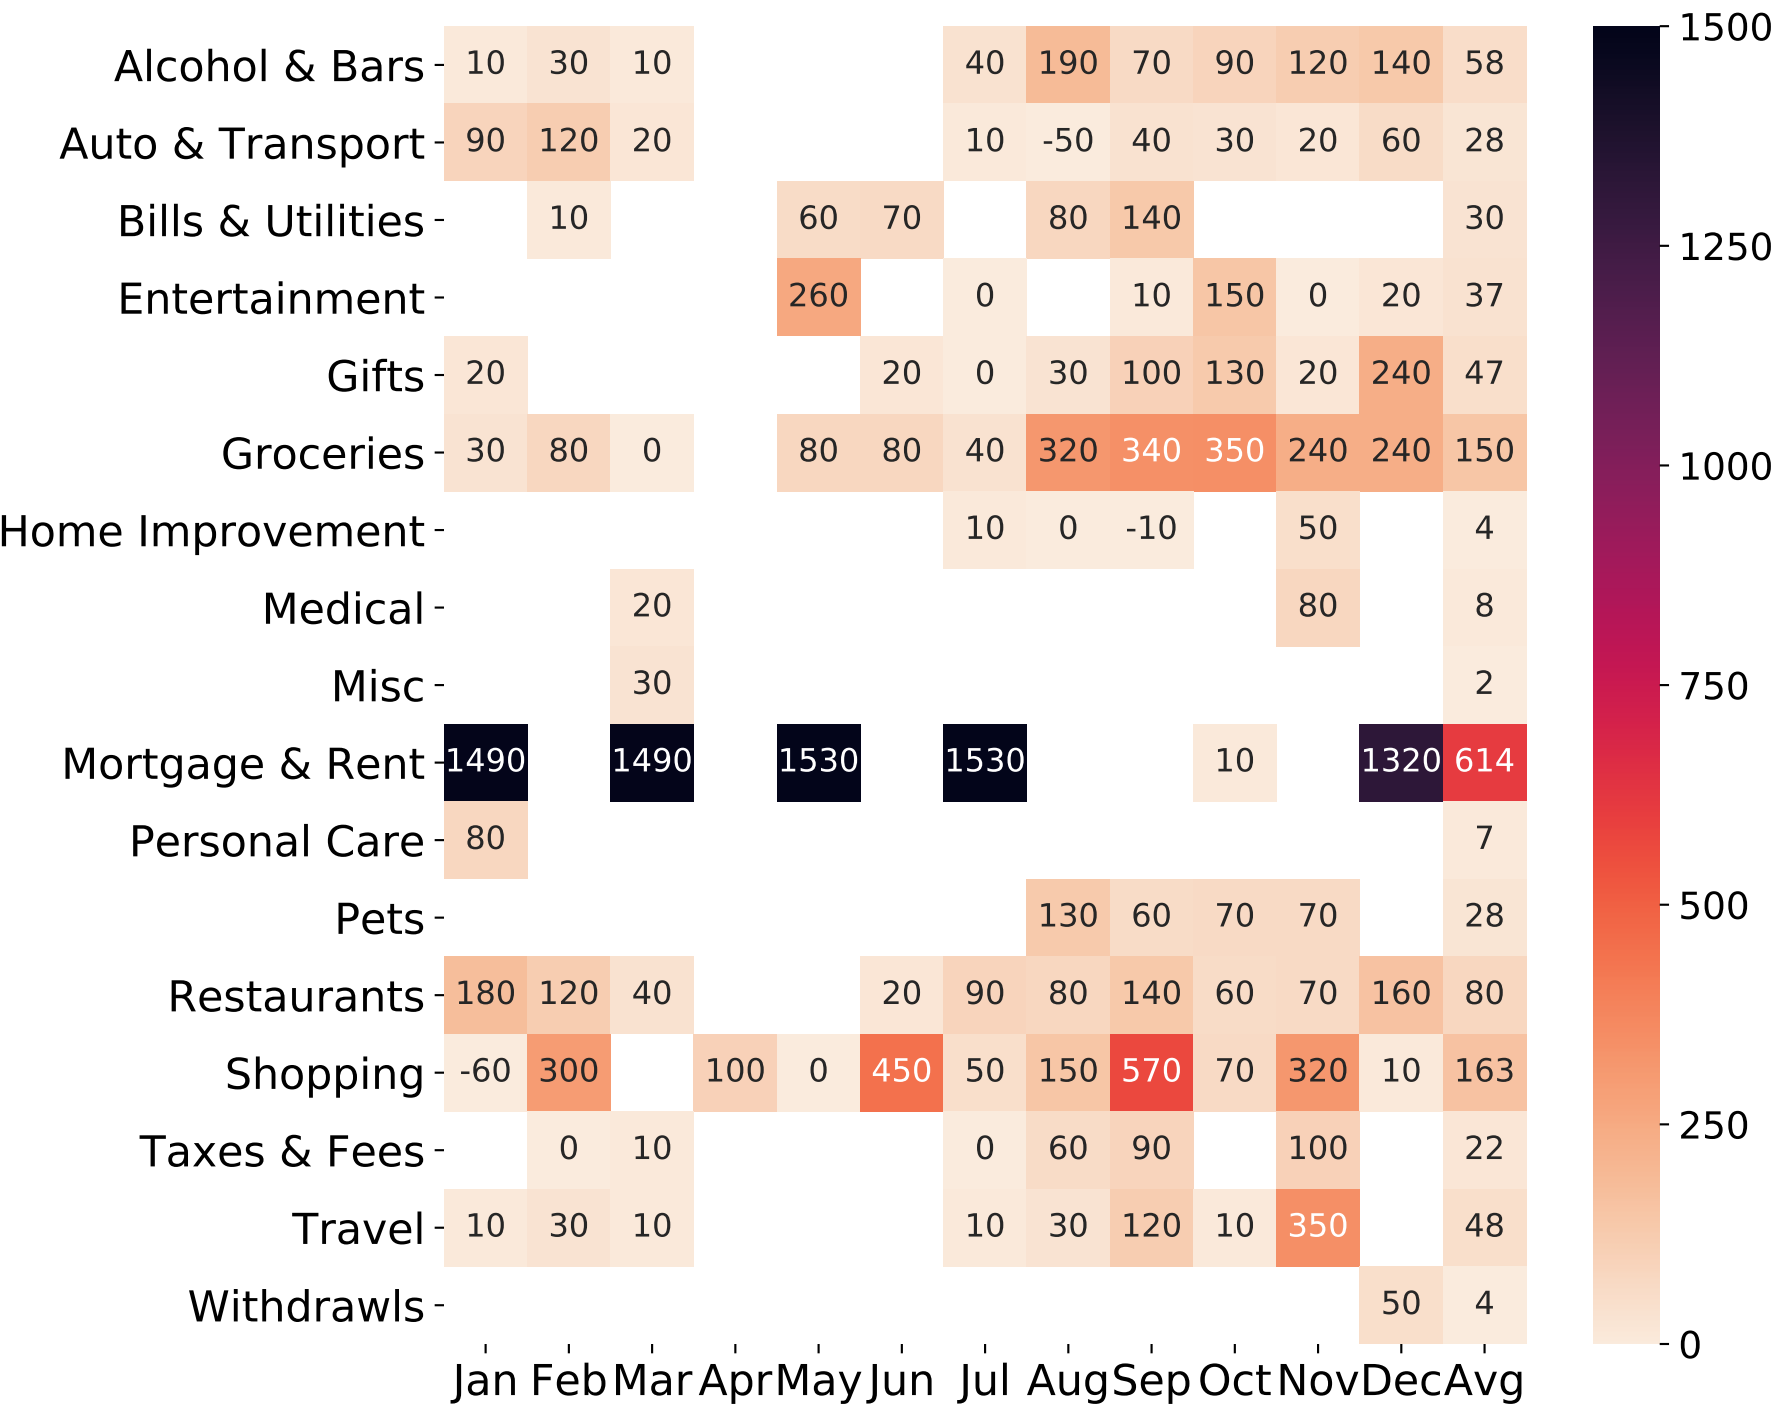 Alcohol & Bars 10 30 10 40 190 70 90 120 140 58
Auto & Transport 90 120 20 10 -50 40 30 20 60 28
Bills & Utilities 10 60 70 80 140 30
Entertainment 260 0 10 150 0 20 37
Gifts 20 20 0 30 100 130 20 240 47
Groceries 30 80 0 80 80 40 320 340 350 240 240 150
Home Improvement 10 0 -10 50 4
Medical 20 80 8
Misc 30 2
Mortgage & Rent 1490 1490 1530 1530 10 1320 614
Personal Care 80 7
Pets 130 60 70 70 28
Restaurants 180 120 40 20 90 80 140 60 70 160 80
Shopping -60 300 100 0 450 50 150 570 70 320 10 163
Taxes & Fees 0 10 0 60 90 100 22
Travel 10 30 10 10 30 120 10 350 48
Withdrawls 50 4
Jan Feb Mar Apr May Jun Jul Aug Sep Oct Nov Dec Avg
1500
1250
1000
750
500
250
0